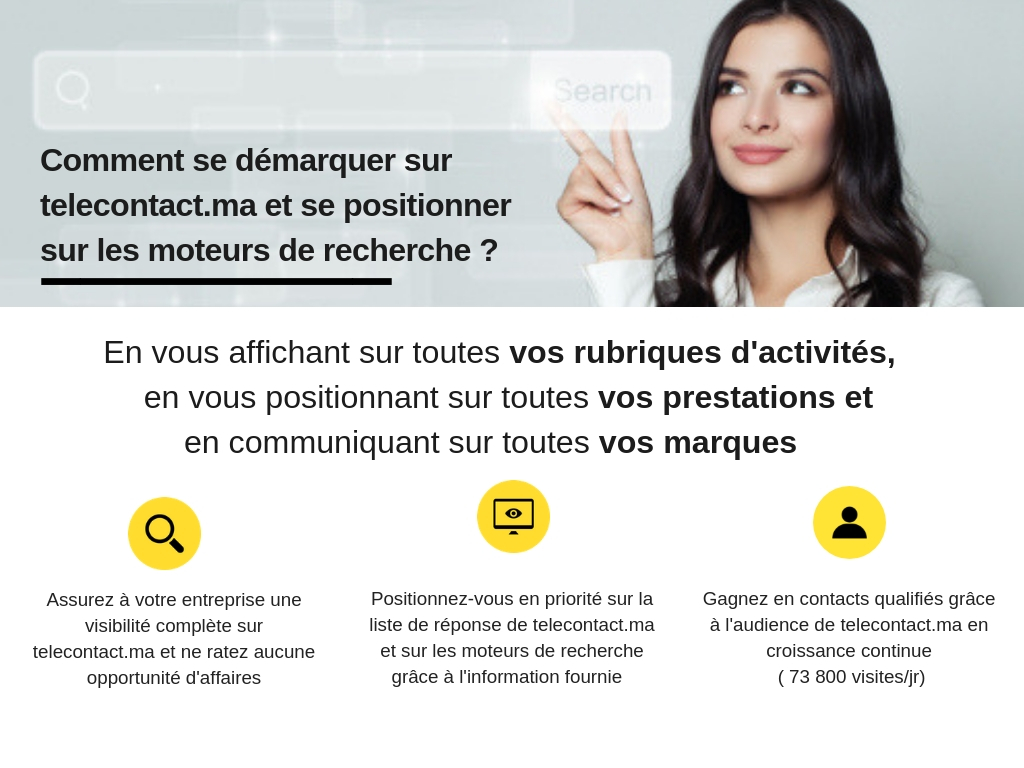 Search
Comment se démarquer sur
telecontact.ma et se positionner
sur les moteurs de recherche ?
En vous affichant sur toutes vos rubriques d'activités,
en vous positionnant sur toutes vos prestations et
en communiquant sur toutes vos marques
Assurez à votre entreprise une
visibilité complète sur
telecontact.ma et ne ratez aucune
opportunité d'affaires
Positionnez-vous en priorité sur la
liste de réponse de telecontact.ma
et sur les moteurs de recherche
grâce à l'information fournie
Gagnez en contacts qualifiés grâce
à l'audience de telecontact.ma en
croissance continue
( 73 800 visites/jr)